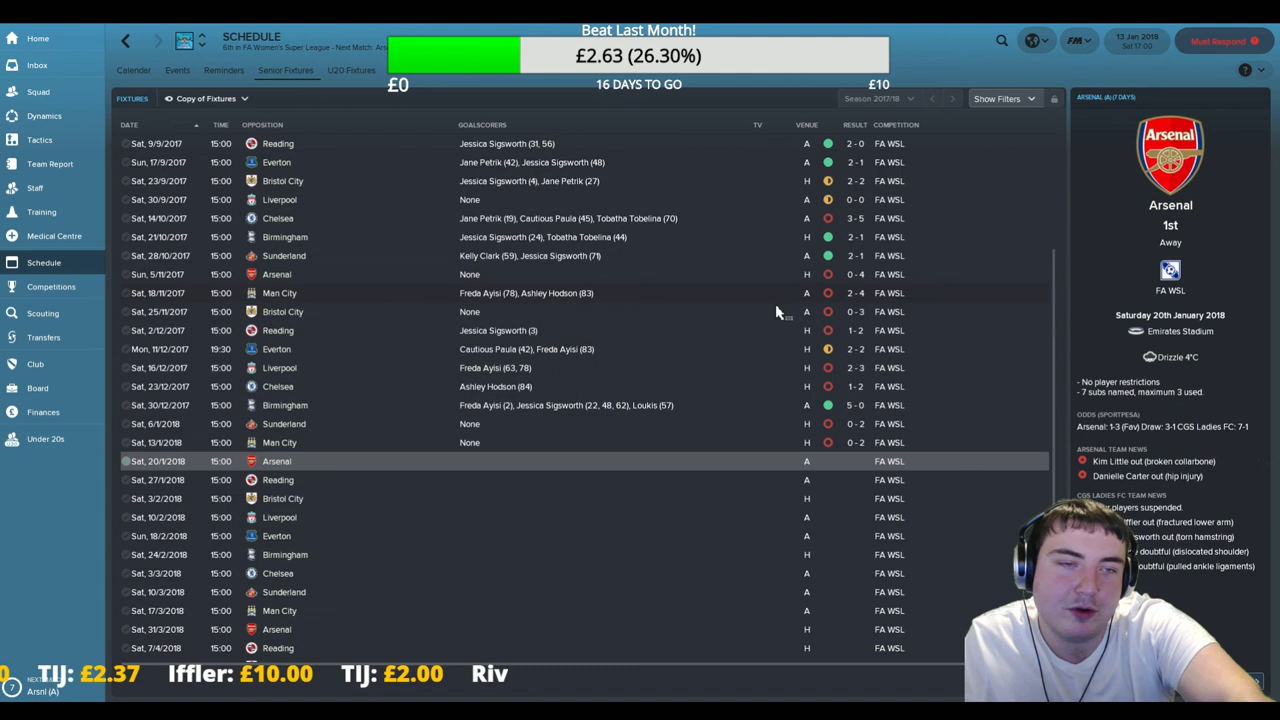 Beat Last Month!
£2.63 (26.30%)
£0
16 DAYS TO GO
£10
Home
Inbox
Squad
Dynamics
Tactics
Team Report
Staff
Training
Medical Centre
Schedule
Competitions
Scouting
Transfers
Club
Board
Finances
Under 20s
SCHEDULE
6th in FA Women's Super League - Next Match: Arse
13 Jan 2018
Sat 17:00
Must Respond
Calendar Events Reminders Senior Fixtures U20 Fixtures
FIXTURES Copy of Fixtures Season 2017/18 Show Filters
DATE TIME OPPOSITION GOALSCORERS TV VENUE RESULT COMPETITION
Sat, 9/9/2017 15:00 Reading Jessica Sigsworth (31, 56) A 2 - 0 FA WSL
Sun, 17/9/2017 15:00 Everton Jane Petrik (42), Jessica Sigsworth (48) A 2 - 1 FA WSL
Sat, 23/9/2017 15:00 Bristol City Jessica Sigsworth (4), Jane Petrik (27) H 2 - 2 FA WSL
Sat, 30/9/2017 15:00 Liverpool None A 0 - 0 FA WSL
Sat, 14/10/2017 15:00 Chelsea Jane Petrik (19), Cautious Paula (45), Tobatha Tobelina (70) A 3 - 5 FA WSL
Sat, 21/10/2017 15:00 Birmingham Jessica Sigsworth (24), Tobatha Tobelina (44) H 2 - 1 FA WSL
Sat, 28/10/2017 15:00 Sunderland Kelly Clark (59), Jessica Sigsworth (71) A 2 - 1 FA WSL
Sun, 5/11/2017 15:00 Arsenal None H 0 - 4 FA WSL
Sat, 18/11/2017 15:00 Man City Freda Ayisi (78), Ashley Hodson (83) A 2 - 4 FA WSL
Sat, 25/11/2017 15:00 Bristol City None A 0 - 3 FA WSL
Sat, 2/12/2017 15:00 Reading Jessica Sigsworth (3) H 1 - 2 FA WSL
Mon, 11/12/2017 19:30 Everton Cautious Paula (42), Freda Ayisi (83) H 2 - 2 FA WSL
Sat, 16/12/2017 15:00 Liverpool Freda Ayisi (63, 78) H 2 - 3 FA WSL
Sat, 23/12/2017 15:00 Chelsea Ashley Hodson (84) H 1 - 2 FA WSL
Sat, 30/12/2017 15:00 Birmingham Freda Ayisi (2), Jessica Sigsworth (22, 48, 62), Loukis (57) A 5 - 0 FA WSL
Sat, 6/1/2018 15:00 Sunderland None H 0 - 2 FA WSL
Sat, 13/1/2018 15:00 Man City None H 0 - 2 FA WSL
Sat, 20/1/2018 15:00 Arsenal A FA WSL
Sat, 27/1/2018 15:00 Reading A FA WSL
Sat, 3/2/2018 15:00 Bristol City H FA WSL
Sat, 10/2/2018 15:00 Liverpool A FA WSL
Sun, 18/2/2018 15:00 Everton A FA WSL
Sat, 24/2/2018 15:00 Birmingham H FA WSL
Sat, 3/3/2018 15:00 Chelsea A FA WSL
Sat, 10/3/2018 15:00 Sunderland A FA WSL
Sat, 17/3/2018 15:00 Man City A FA WSL
Sat, 31/3/2018 15:00 Arsenal H FA WSL
Sat, 7/4/2018 15:00 Reading H FA WSL
ARSENAL (A) (7 DAYS)
Arsenal
Arsenal
1st
Away
FA WSL
Saturday 20th January 2018
Emirates Stadium
Drizzle 4°C
- No player restrictions
- 7 subs named, maximum 3 used.
ODDS (SPORTPESA)
Arsenal: 1-3 (Fav) Draw: 3-1 CGS Ladies FC: 7-1
ARSENAL TEAM NEWS
Kim Little out (broken collarbone)
Danielle Carter out (hip injury)
CGS LADIES FC TEAM NEWS
players suspended.
out (fractured lower arm)
out (torn hamstring)
doubtful (dislocated shoulder)
(pulled ankle ligaments)
TIJ: £2.37 Iffler: £10.00 TIJ: £2.00 Riv
7
Arsnl (A)